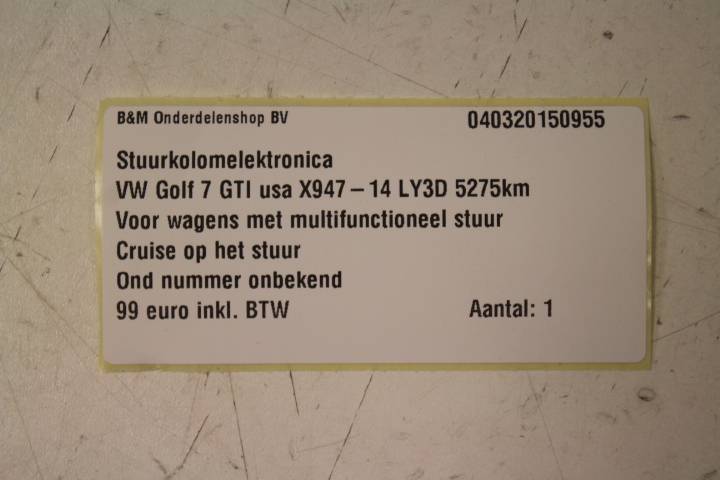 B&M Onderdelenshop BV 040320150955
Stuurkolomelektronica
VW Golf 7 GTI usa X947 – 14 LY3D 5275km
Voor wagens met multifunctioneel stuur
Cruise op het stuur
Ond nummer onbekend
99 euro inkl. BTW Aantal: 1